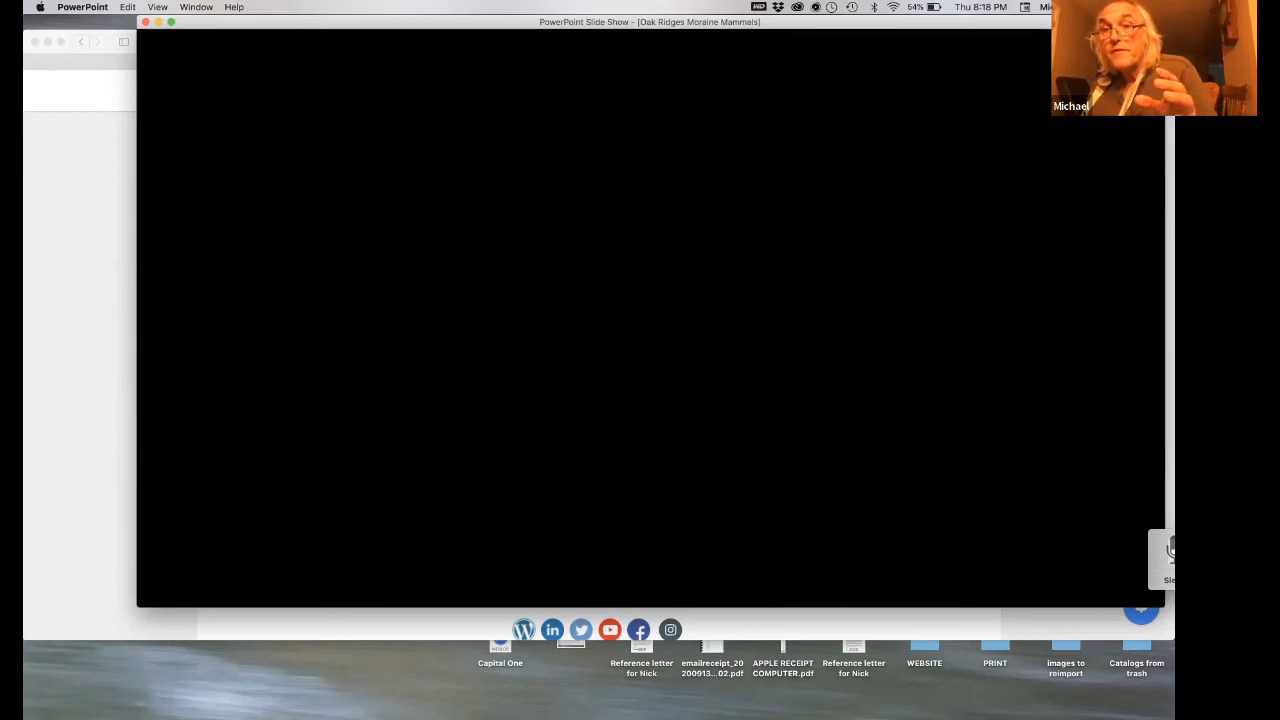 PowerPoint Edit View Window Help
54% Thu 8:18 PM
PowerPoint Slide Show - [Oak Ridges Moraine Mammals]
Michael
Capital One
Reference letter
for Nick
emailreceipt_20
200913...02.pdf
APPLE RECEIPT
COMPUTER.pdf
Reference letter
for Nick
WEBSITE
PRINT
images to
reimport
Catalogs from
trash